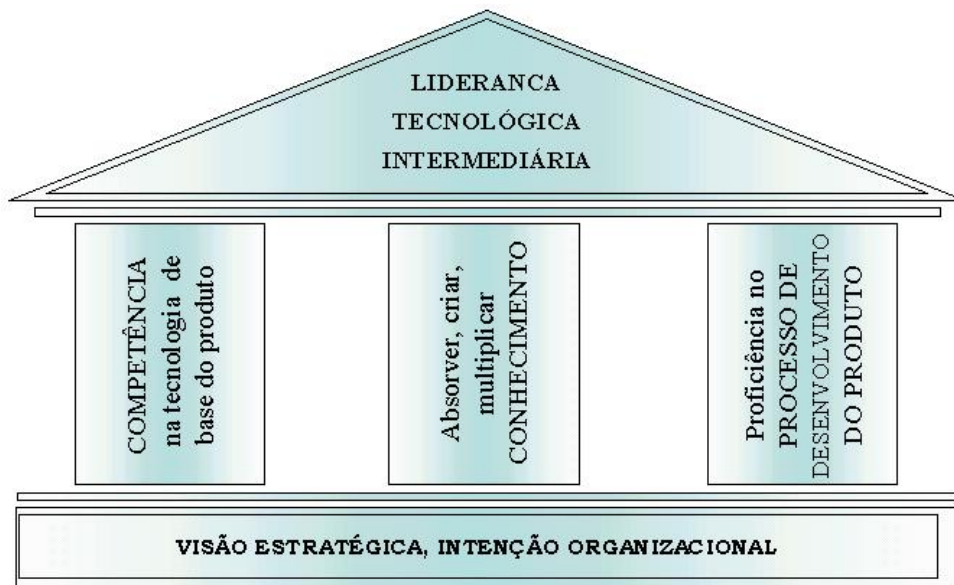 LIDERANCA
TECNOLÓGICA
INTERMEDIÁRIA
COMPETÊNCIA
na tecnologia de
base do produto
Absorver, criar,
multiplicar
CONHECIMENTO
Proficiência no
PROCESSO DE
DESENVOLVIMENTO
DO PRODUTO
VISÃO ESTRATÉGICA, INTENÇÃO ORGANIZACIONAL